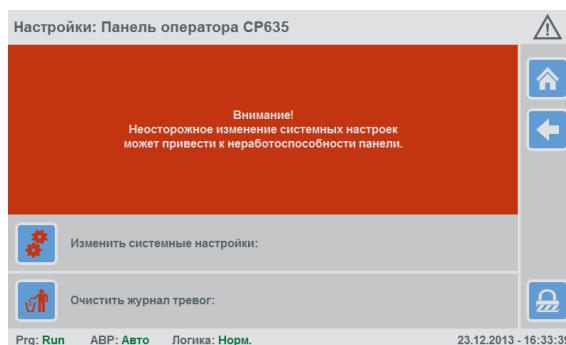 Настройки: Панель оператора CP635
Внимание!
Неосторожное изменение системных настроек
может привести к неработоспособности панели.
Изменить системные настройки:
Очистить журнал тревог:
Prg: Run АВР: Авто Логика: Норм. 23.12.2013 - 16:33:39